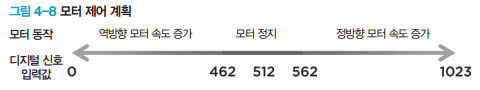 그림 4-8 모터 제어 계획
모터 동작 역방향 모터 속도 증가 모터 정지 정방향 모터 속도 증가
디지털 신호
입력값 0 462 512 562 1023